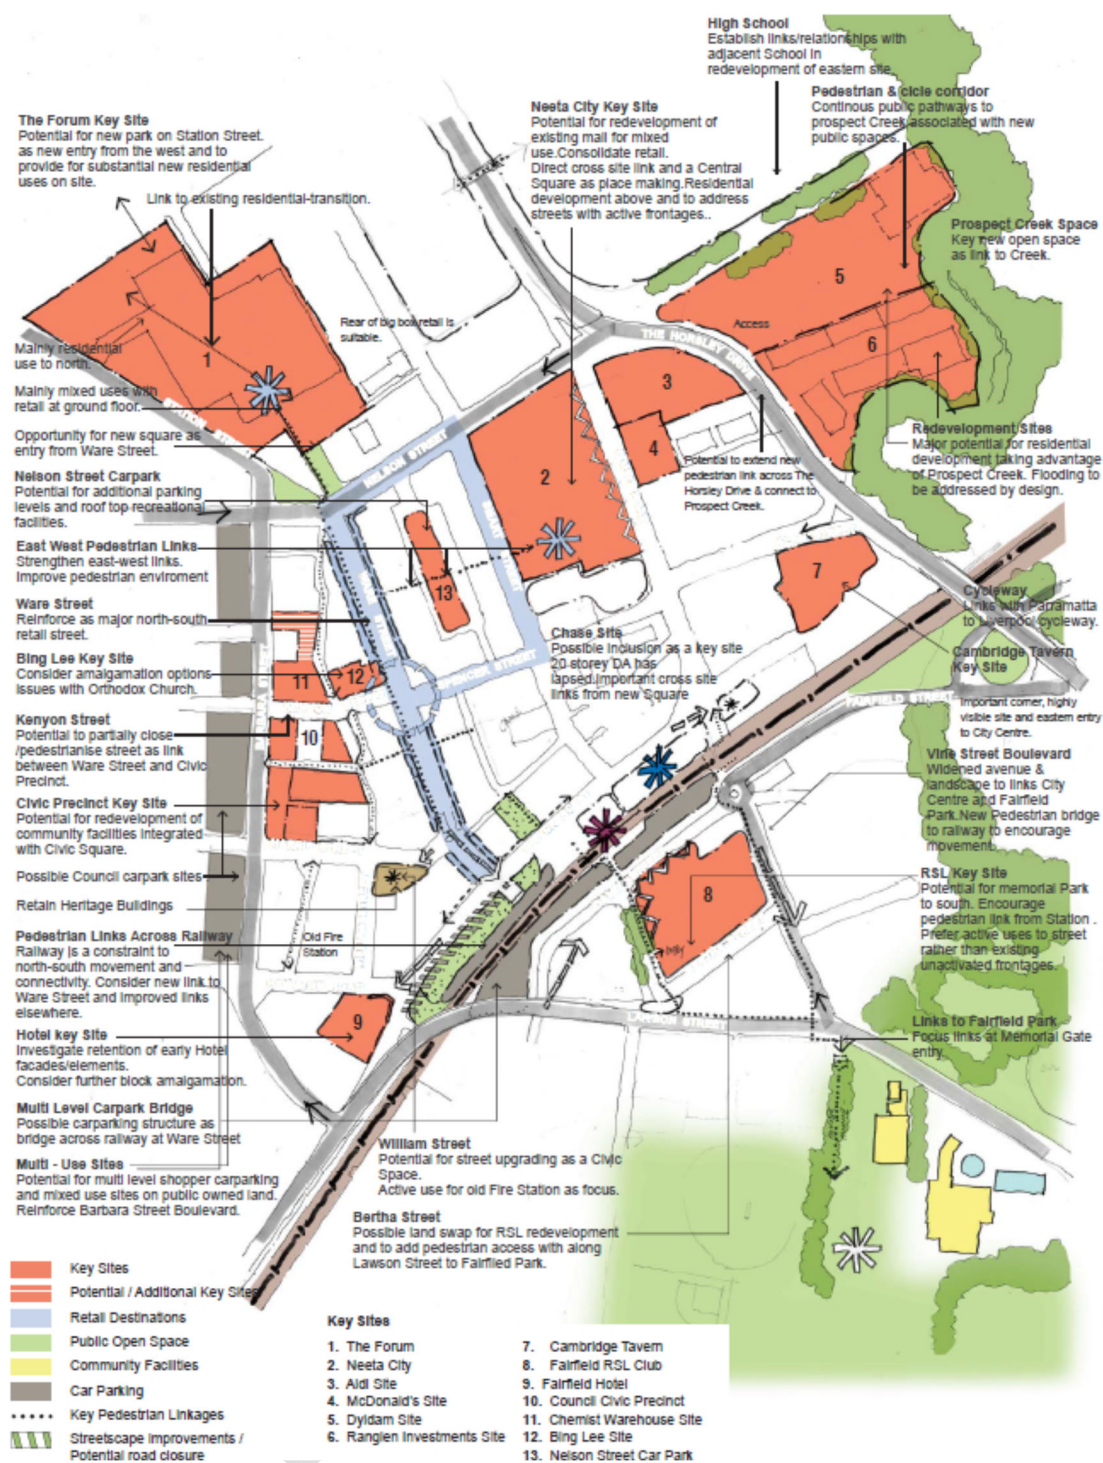 High School
Establish links/relationships with
adjacent School in
redevelopment of eastern site.
Pedestrian & cicle corridor
Continous public pathways to
prospect Creek associated with new
public spaces.
The Forum Key Site
Potential for new park on Station Street.
as new entry from the west and to
provide for substantial new residential
uses on site.
Link to existing residential-transition.
Neeta City Key Site
Potential for redevelopment of
existing mall for mixed
use.Consolidate retail.
Direct cross site link and a Central
Square as place making.Residential
development above and to address
streets with active frontages..
Prospect Creek Space
Key new open space
as link to Creek.
Rear of big box retail is
suitable.
Access
THE HORSLEY DRIVE
1
2
3
4
5
6
7
8
9
10
11
12
13
Mainly residential
use to north.
Mainly mixed uses with
retail at ground floor.
STATION STREET
Opportunity for new square as
entry from Ware Street.
Nelson Street Carpark
Potential for additional parking
levels and roof top recreational
facilities.
East West Pedestrian Links
Strengthen east-west links.
Improve pedestrian enviroment
Ware Street
Reinforce as major north-south
retail street.
Bing Lee Key Site
Consider amalgamation options
issues with Orthodox Church.
Kenyon Street
Potential to partially close
/pedestrianise street as link
between Ware Street and Civic
Precinct.
Civic Precinct Key Site
Potential for redevelopment of
community facilities integrated
with Civic Square.
Possible Council carpark sites
Retain Heritage Buildings
Pedestrian Links Across Railway
Railway is a constraint to
north-south movement and
connectivity. Consider new link to
Ware Street and improved links
elsewhere.
Hotel key Site
Investigate retention of early Hotel
facades/elements.
Consider further block amalgamation.
Multi Level Carpark Bridge
Possible carparking structure as
bridge across railway at Ware Street
Multi - Use Sites
Potential for multi level shopper carparking
and mixed use sites on public owned land.
Reinforce Barbara Street Boulevard.
Potential to extend new
pedestrian link across The
Horsley Drive & connect to
Prospect Creek.
Redevelopment Sites
Major potential for residential
development taking advantage
of Prospect Creek. Flooding to
be addressed by design.
SPENCER STREET
Chase Site
Possible inclusion as a key site
20 storey DA has
lapsed.Important cross site
links from new Square
Cycleway
Links with Parramatta
to Liverpool cycleway.
Cambridge Tavern
Key Site
Important corner, highly
visible site and eastern entry
to City Centre.
FAIRFIELD STREET
Vine Street Boulevard
Widened avenue &
landscape to links City
Centre and Fairfield
Park.New Pedestrian bridge
to railway to encourage
movement.
RSL Key Site
Potential for memorial Park
to south. Encourage
pedestrian link from Station .
Prefer active uses to street
rather than existing
unactivated frontages.
Links to Fairfield Park
Focus links at Memorial Gate
entry.
Old Fire
Station
LAWSON STREET
William Street
Potential for street upgrading as a Civic
Space.
Active use for old Fire Station as focus.
Bertha Street
Possible land swap for RSL redevelopment
and to add pedestrian access with along
Lawson Street to Fairflied Park.
Key Sites
Potential / Additional Key Sites
Retail Destinations
Public Open Space
Community Facilities
Car Parking
Key Pedestrian Linkages
Streetscape Improvements /
Potential road closure
Key Sites
1. The Forum
2. Neeta City
3. Aldi Site
4. McDonald's Site
5. Dyldam Site
6. Ranglen Investments Site
7. Cambridge Tavern
8. Fairfield RSL Club
9. Fairfield Hotel
10. Council Civic Precinct
11. Chemist Warehouse Site
12. Bing Lee Site
13. Nelson Street Car Park